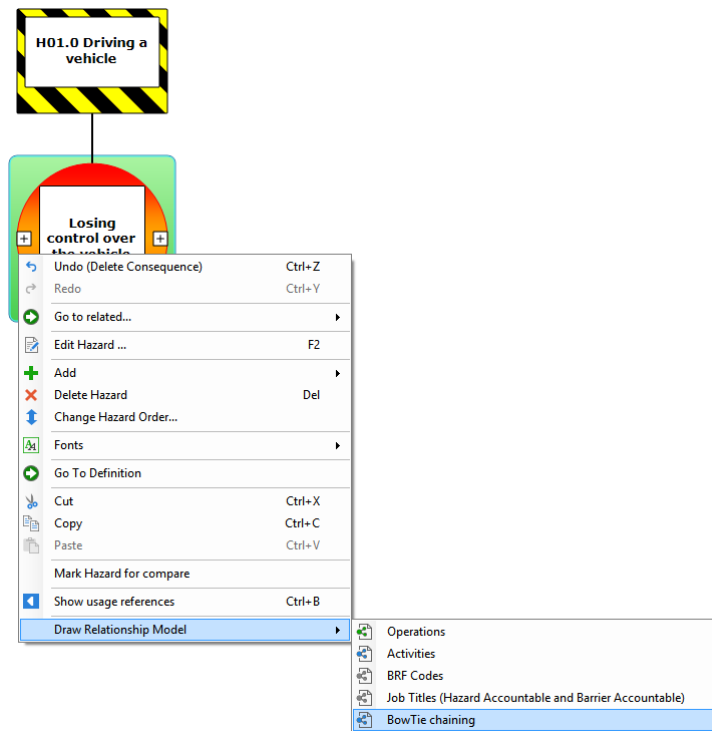 H01.0 Driving a
vehicle
Losing
control over
the vehicle
Undo (Delete Consequence) Ctrl+Z
Redo Ctrl+Y
Go to related...
Edit Hazard ... F2
Add
Delete Hazard Del
Change Hazard Order...
Fonts
Go To Definition
Cut Ctrl+X
Copy Ctrl+C
Paste Ctrl+V
Mark Hazard for compare
Show usage references Ctrl+B
Draw Relationship Model
Operations
Activities
BRF Codes
Job Titles (Hazard Accountable and Barrier Accountable)
BowTie chaining